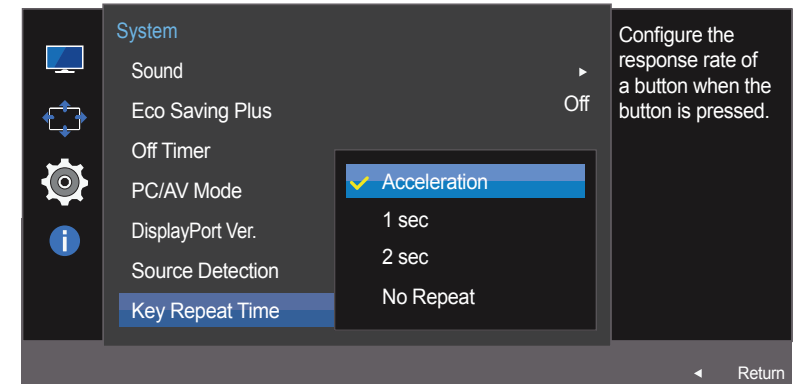 System
Sound
Eco Saving Plus
Off
Off Timer
PC/AV Mode
DisplayPort Ver.
Source Detection
Key Repeat Time
Acceleration
1 sec
2 sec
No Repeat
Configure the
response rate of
a button when the
button is pressed.
Return